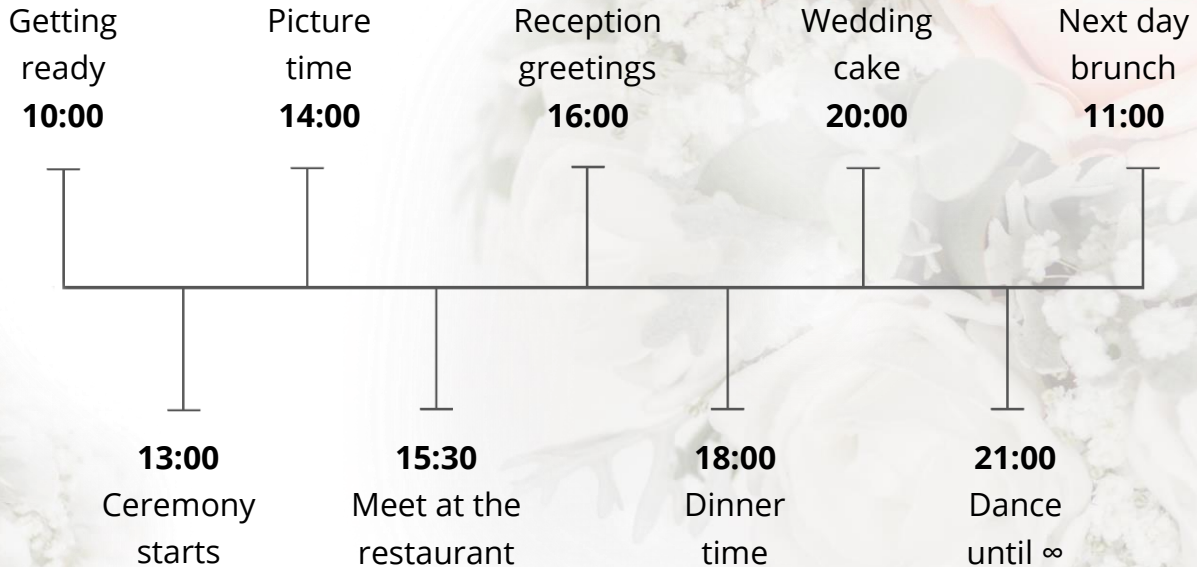 Getting
ready
10:00
Picture
time
14:00
Reception
greetings
16:00
Wedding
cake
20:00
Next day
brunch
11:00
13:00
Ceremony
starts
15:30
Meet at the
restaurant
18:00
Dinner
time
21:00
Dance
until ∞